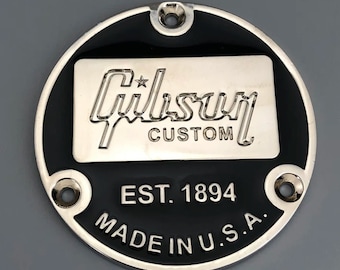 Gibson
CUSTOM
EST. 1894
MADE IN U.S.A.